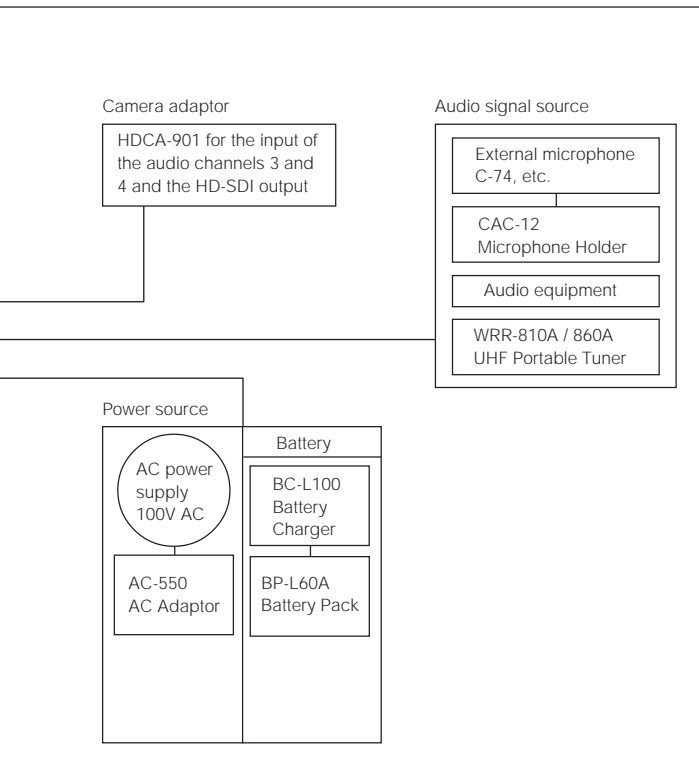 Camera adaptor
HDCA-901 for the input of
the audio channels 3 and
4 and the HD-SDI output
Audio signal source
External microphone
C-74, etc.
CAC-12
Microphone Holder
Audio equipment
WRR-810A / 860A
UHF Portable Tuner
Power source
AC power
supply
100V AC
AC-550
AC Adaptor
Battery
BC-L100
Battery
Charger
BP-L60A
Battery Pack